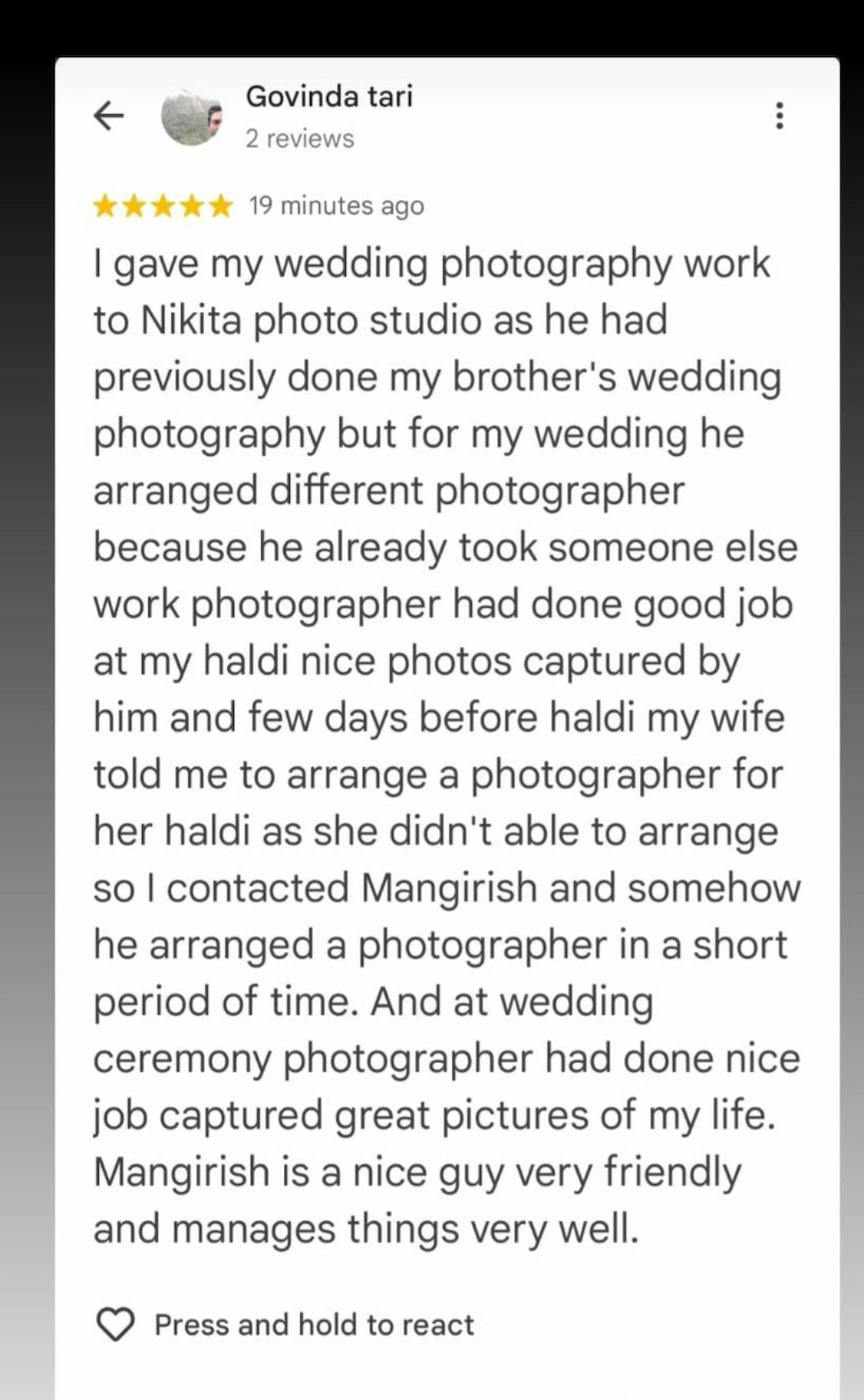 Govinda tari
2 reviews
19 minutes ago
I gave my wedding photography work
to Nikita photo studio as he had
previously done my brother's wedding
photography but for my wedding he
arranged different photographer
because he already took someone else
work photographer had done good job
at my haldi nice photos captured by
him and few days before haldi my wife
told me to arrange a photographer for
her haldi as she didn't able to arrange
so I contacted Mangirish and somehow
he arranged a photographer in a short
period of time. And at wedding
ceremony photographer had done nice
job captured great pictures of my life.
Mangirish is a nice guy very friendly
and manages things very well.
Press and hold to react